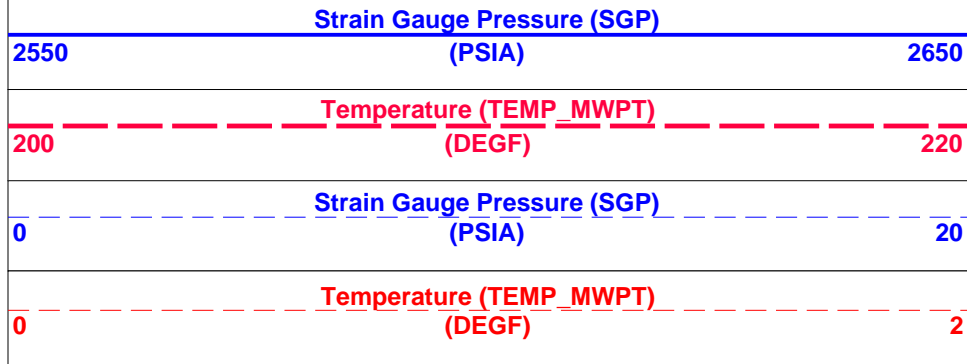 Strain Gauge Pressure (SGP)
2550 (PSIA) 2650
Temperature (TEMP_MWPT)
200 (DEGF) 220
Strain Gauge Pressure (SGP)
0 (PSIA) 20
Temperature (TEMP_MWPT)
0 (DEGF) 2